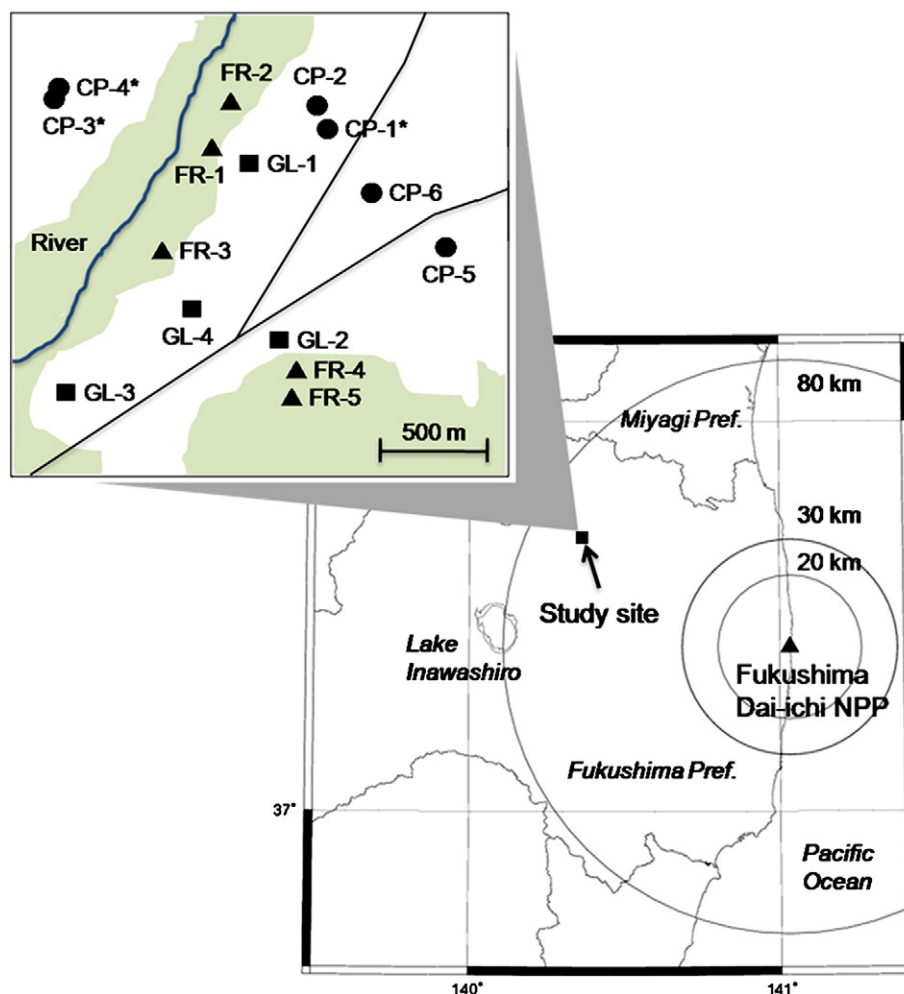 FR-2
CP-2
CP-4*
CP-3*
CP-1*
FR-1
GL-1
CP-6
River
FR-3
CP-5
GL-4
GL-2
FR-4
GL-3
FR-5
500 m
80 km
Miyagi Pref.
30 km
20 km
Study site
Lake
Inawashiro
Fukushima
Dai-ichi NPP
Fukushima Pref.
37°
Pacific
Ocean
140°
141°